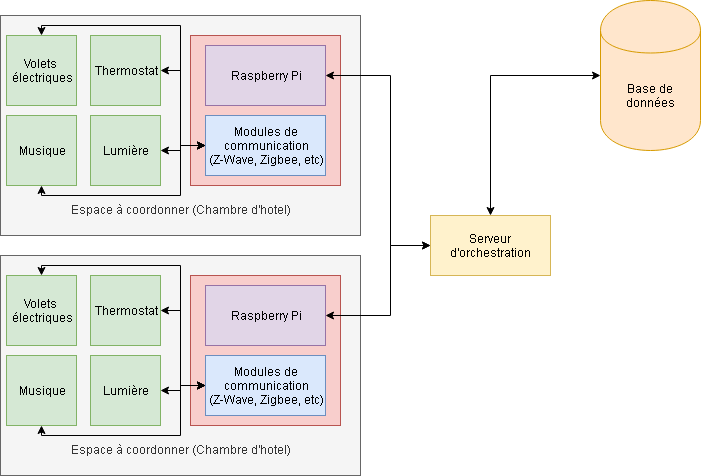 Volets
électriques
Thermostat
Raspberry Pi
Musique
Lumière
Modules de
communication
(Z-Wave, Zigbee, etc)
Espace à coordonner (Chambre d'hotel)
Base de
données
Serveur
d'orchestration
Volets
électriques
Thermostat
Raspberry Pi
Musique
Lumière
Modules de
communication
(Z-Wave, Zigbee, etc)
Espace à coordonner (Chambre d'hotel)